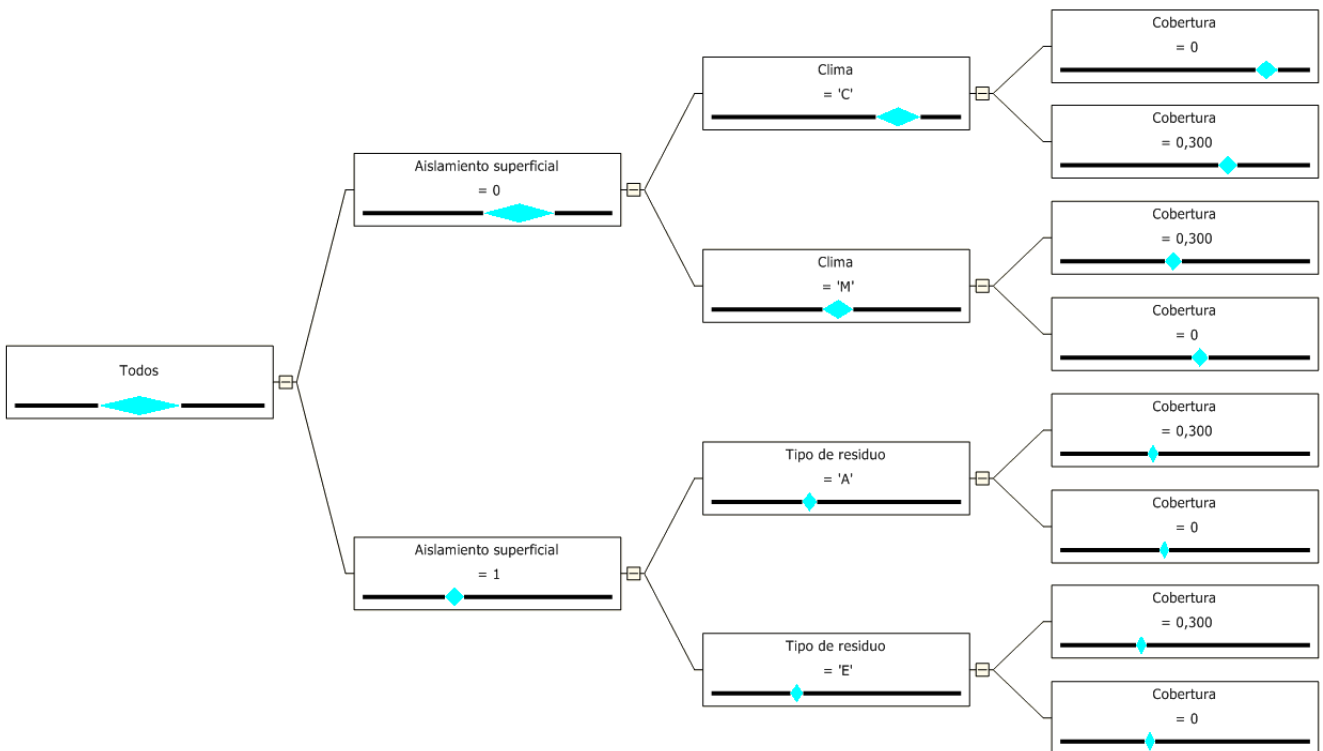 Todos
Aislamiento superficial
= 0
Clima
= 'C'
Cobertura
= 0
Cobertura
= 0,300
Clima
= 'M'
Cobertura
= 0,300
Cobertura
= 0
Aislamiento superficial
= 1
Tipo de residuo
= 'A'
Cobertura
= 0,300
Cobertura
= 0
Tipo de residuo
= 'E'
Cobertura
= 0,300
Cobertura
= 0